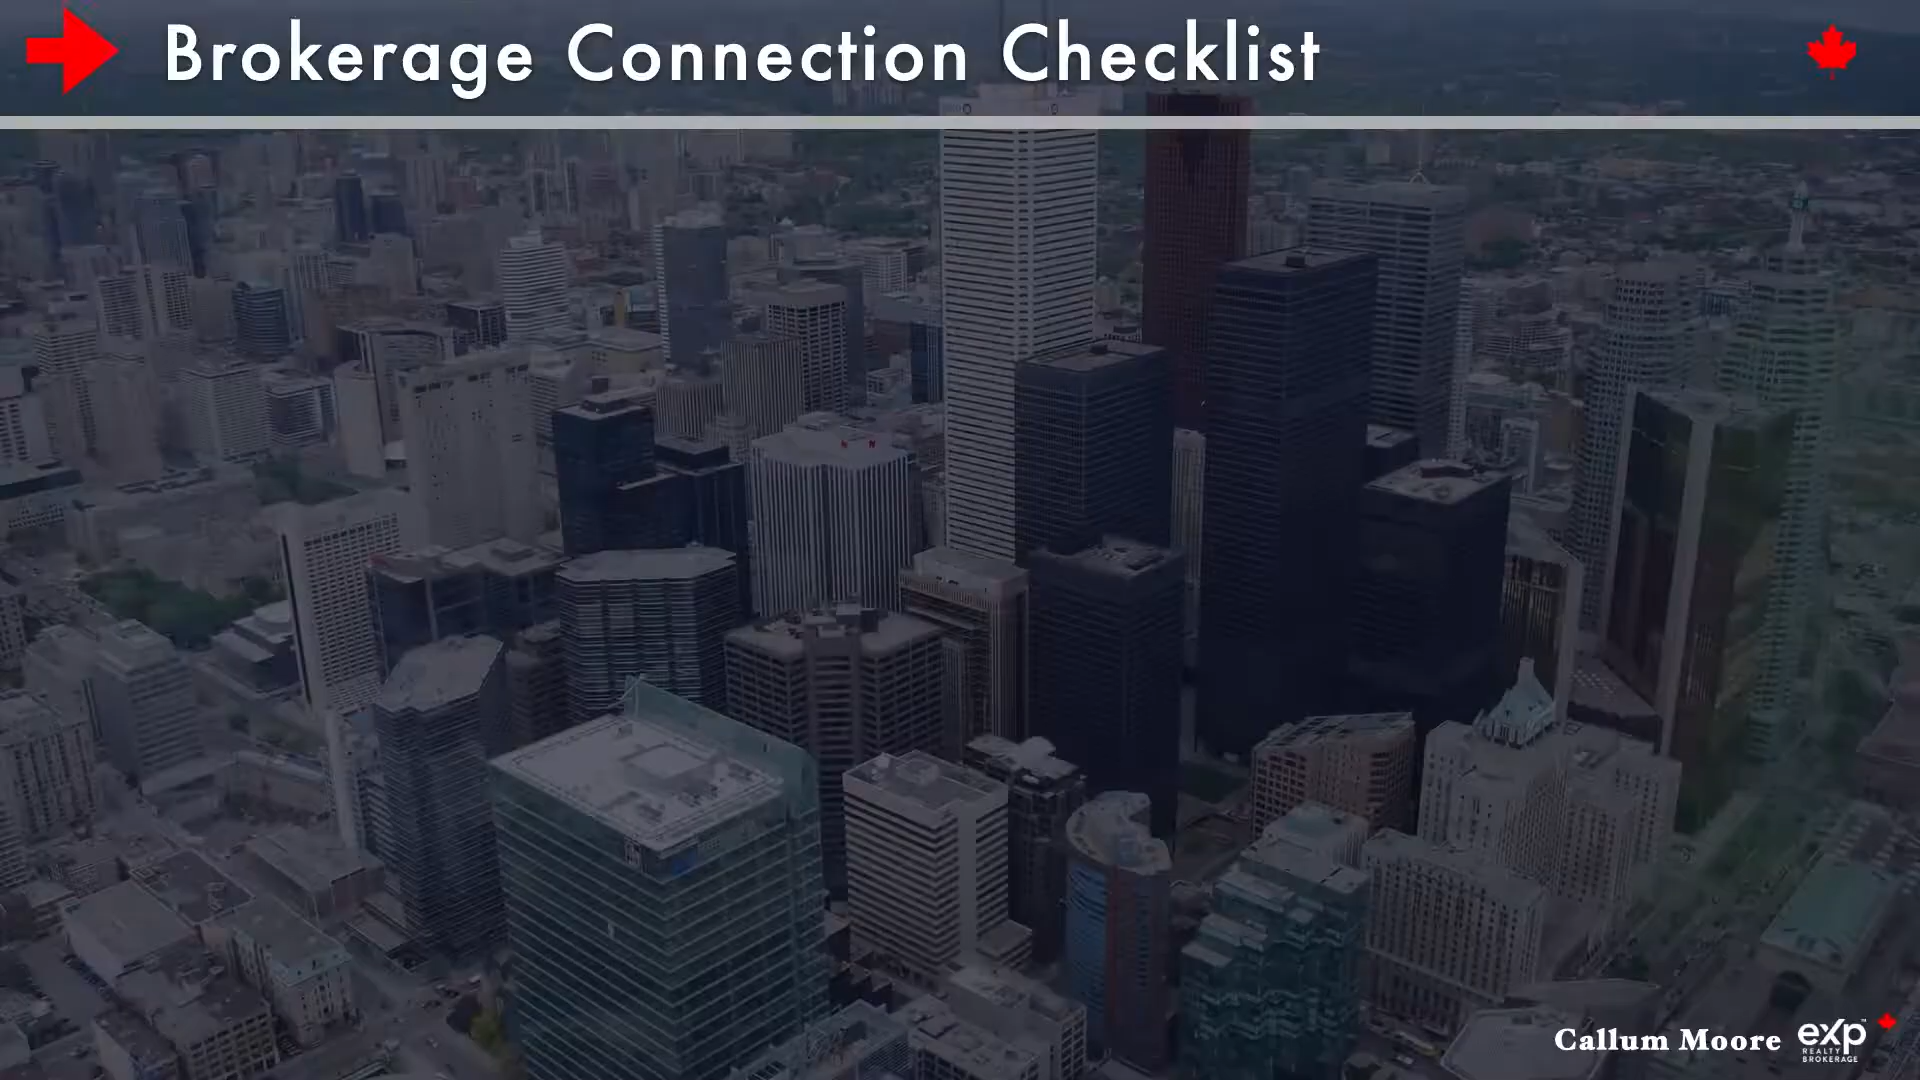 Brokerage Connection Checklist
Callum Moore
eXp
REALTY
BROKERAGE